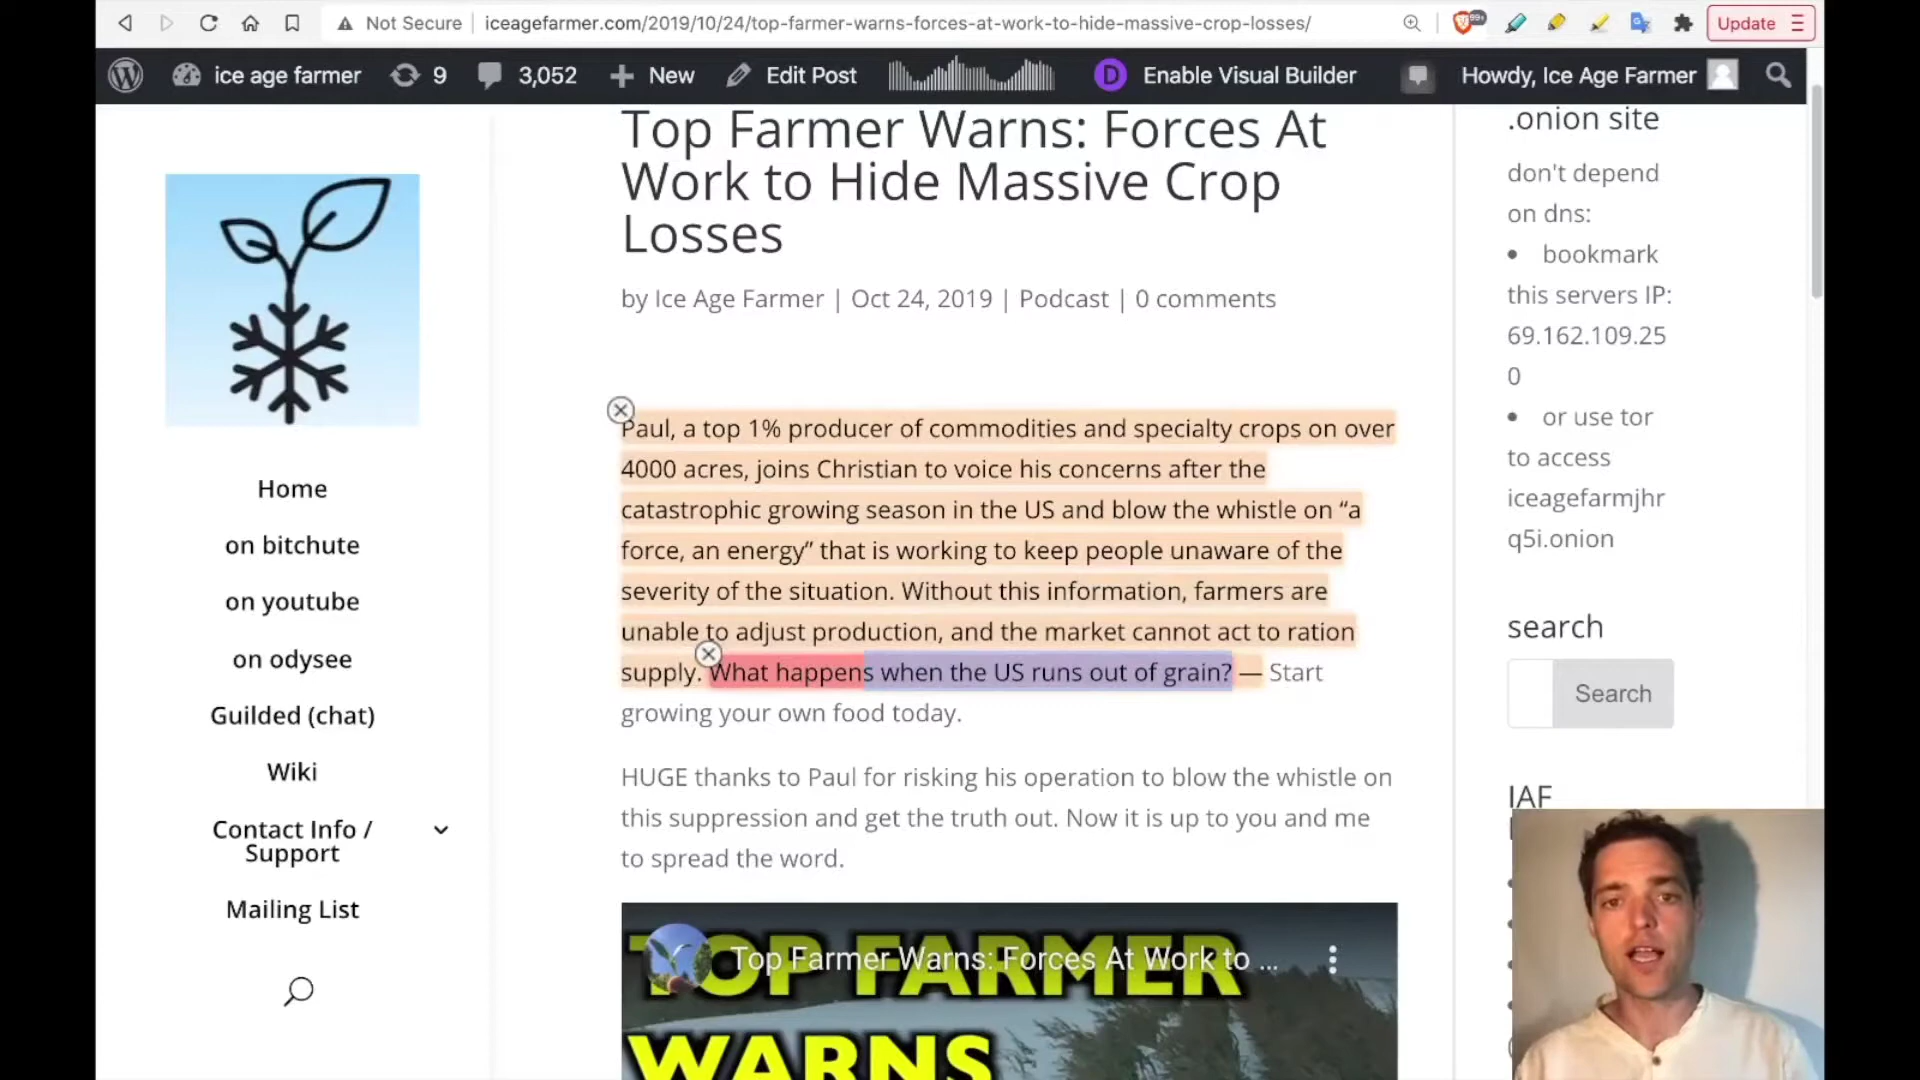 Not Secure
iceagefarmer.com/2019/10/24/top-farmer-warns-forces-at-work-to-hide-massive-crop-losses/
99+
Update
ice age farmer
9
3,052
New
Edit Post
D
Enable Visual Builder
Howdy, Ice Age Farmer
Home
on bitchute
on youtube
on odysee
Guilded (chat)
Wiki
Contact Info /
Support
Mailing List
Top Farmer Warns: Forces At
Work to Hide Massive Crop
Losses
by Ice Age Farmer | Oct 24, 2019 | Podcast | 0 comments
Paul, a top 1% producer of commodities and specialty crops on over
4000 acres, joins Christian to voice his concerns after the
catastrophic growing season in the US and blow the whistle on “a
force, an energy” that is working to keep people unaware of the
severity of the situation. Without this information, farmers are
unable to adjust production, and the market cannot act to ration
supply. What happens when the US runs out of grain? — Start
growing your own food today.
HUGE thanks to Paul for risking his operation to blow the whistle on
this suppression and get the truth out. Now it is up to you and me
to spread the word.
Top Farmer Warns: Forces At Work to ...
TOP FARMER
WARNS
.onion site
don't depend
on dns:
• bookmark
this servers IP:
69.162.109.25
0
• or use tor
to access
iceagefarmjhr
q5i.onion
search
Search
IAF